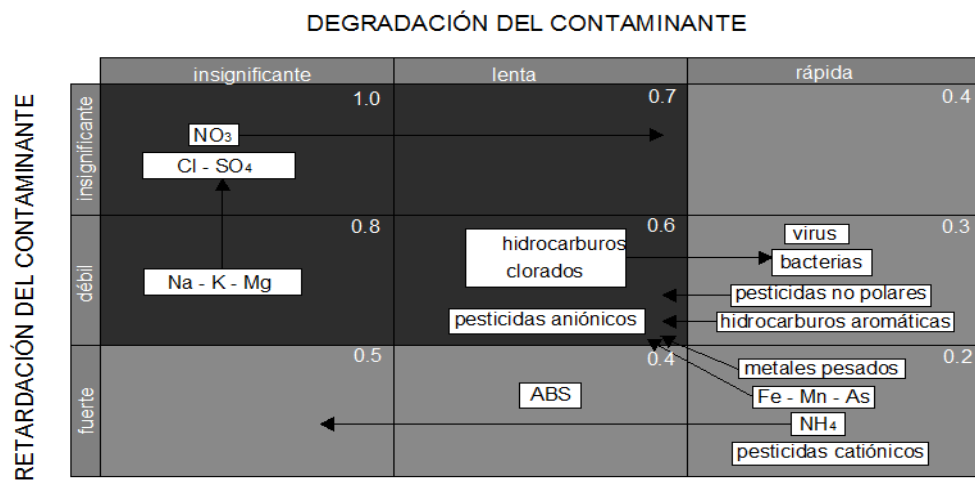 DEGRADACIÓN DEL CONTAMINANTE
insignificante
lenta
rápida
RETARDACIÓN DEL CONTAMINANTE
insignificante
1.0
0.7
0.4
NO₃
Cl - SO₄
débil
0.8
0.6
0.3
hidrocarburos
clorados
virus
bacterias
Na - K - Mg
pesticidas no polares
pesticidas aniónicos
hidrocarburos aromáticas
fuerte
0.5
0.4
0.2
metales pesados
ABS
Fe - Mn - As
NH₄
pesticidas catiónicos